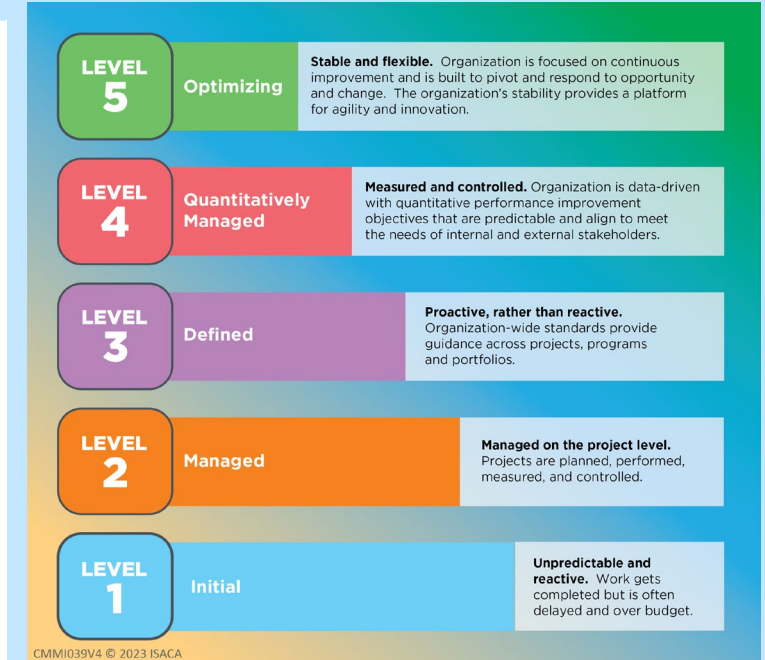 LEVEL
5
Optimizing
Stable and flexible. Organization is focused on continuous
improvement and is built to pivot and respond to opportunity
and change. The organization's stability provides a platform
for agility and innovation.
LEVEL
4
Quantitatively
Managed
Measured and controlled. Organization is data-driven
with quantitative performance improvement
objectives that are predictable and align to meet
the needs of internal and external stakeholders.
LEVEL
3
Defined
Proactive, rather than reactive.
Organization-wide standards provide
guidance across projects, programs
and portfolios.
LEVEL
2
Managed
Managed on the project level.
Projects are planned, performed,
measured, and controlled.
LEVEL
1
Initial
Unpredictable and
reactive. Work gets
completed but is often
delayed and over budget.
CMMI039V4 © 2023 ISACA